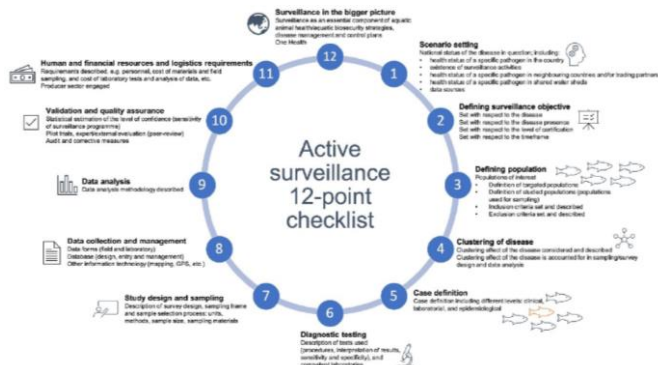 Active
surveillance
12-point
checklist
12
Surveillance in the bigger picture
Surveillance as an essential component of aquatic
animal health/aquatic biosecurity strategies,
disease management and control plans
One Health
1
Scenario setting
National status of the disease in question; including:
• health status of a specific pathogen in the country
• existence of surveillance activities
• health status of a specific pathogen in neighbouring countries and/or trading partners
• health status of a specific pathogen in shared water sheds
• data sources
2
Defining surveillance objective
Set with respect to the disease
Set with respect to the disease presence
Set with respect to the level of certification
Set with respect to the timeframe
3
Defining population
Populations of interest
• Definition of targeted populations
• Definition of studied populations (populations
used for sampling)
• Inclusion criteria set and described
• Exclusion criteria set and described
4
Clustering of disease
Clustering effect of the disease considered and described
Clustering effect of the disease is accounted for in sampling/survey
design and data analysis
5
Case definition
Case definition including different levels: clinical,
laboratorial, and epidemiological
6
Diagnostic testing
Description of tests used
(procedures, interpretation of results,
sensitivity and specificity), and
7
Study design and sampling
Description of survey design, sampling frame
and sample selection process: units,
methods, sample size, sampling materials
8
Data collection and management
Data forms (field and laboratory)
Database (design, entry and management)
Other information technology (mapping, GPS, etc.)
9
Data analysis
Data analysis methodology described
10
Validation and quality assurance
Statistical estimation of the level of confidence (sensitivity
of surveillance programme)
Pilot trials, expert/external evaluation (peer-review)
Audit and corrective measures
11
Human and financial resources and logistics requirements
Requirements described, e.g. personnel, cost of materials and field
sampling, and cost of laboratory tests and analysis of data, etc.
Producer sector engaged